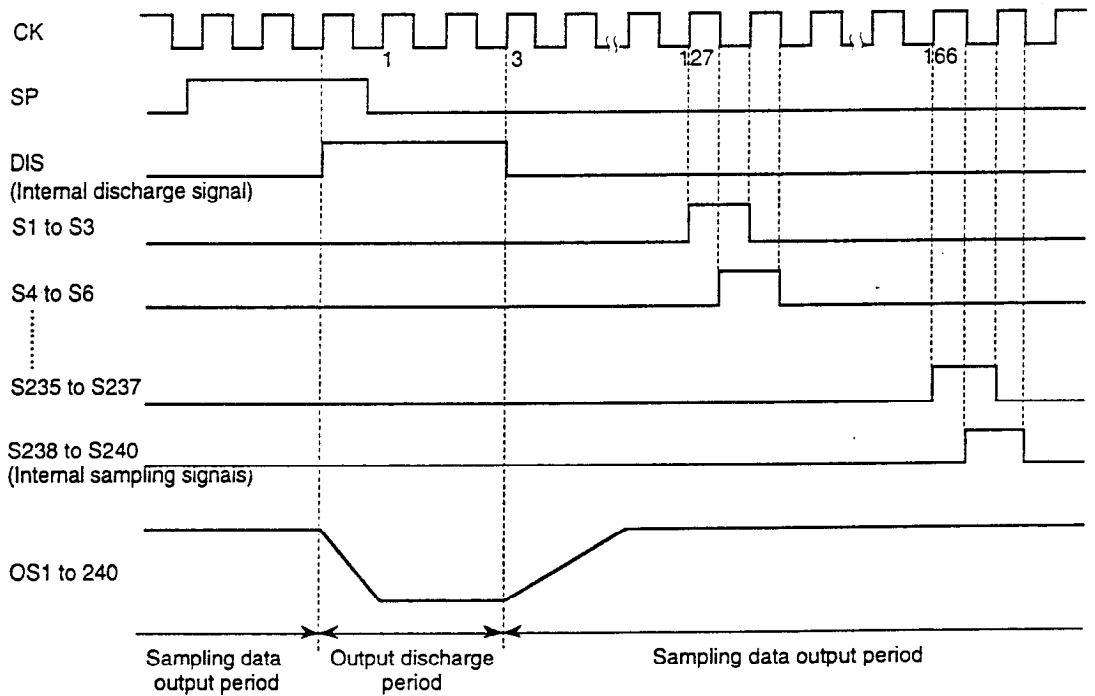 CK
1
3
127
166
SP
DIS
(Internal discharge signal)
S1 to S3
S4 to S6
S235 to S237
S238 to S240
(Internal sampling signals)
OS1 to 240
Sampling data
output period
Output discharge
period
Sampling data output period